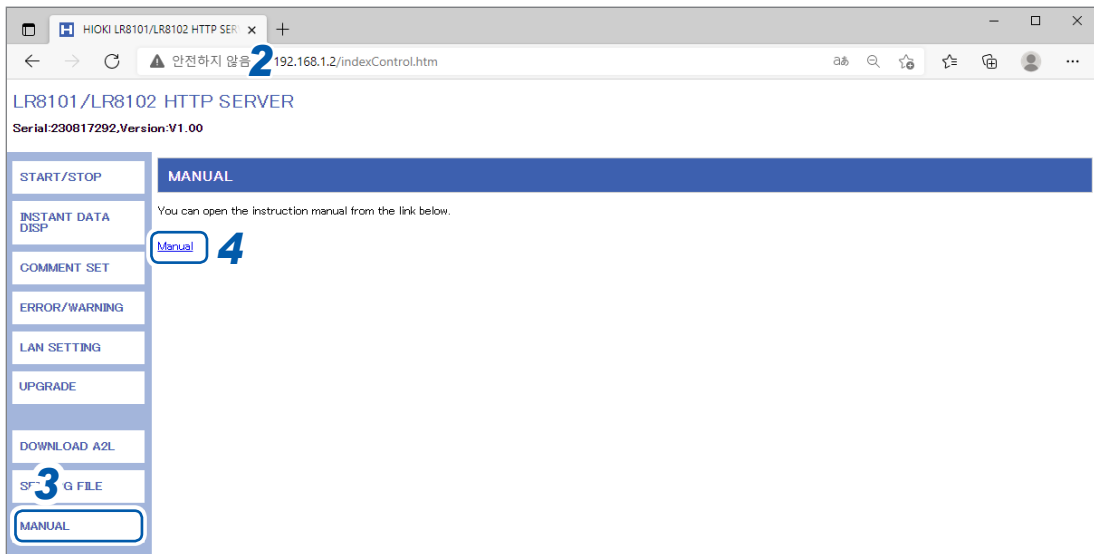 HIOKI LR8101/LR8102 HTTP SER
안전하지 않음 2 192.168.1.2/indexControl.htm
LR8101/LR8102 HTTP SERVER
Serial:230817292,Version:V1.00
START/STOP
INSTANT DATA
DISP
COMMENT SET
ERROR/WARNING
LAN SETTING
UPGRADE
DOWNLOAD A2L
3 G FILE
MANUAL
MANUAL
You can open the instruction manual from the link below.
Manual 4